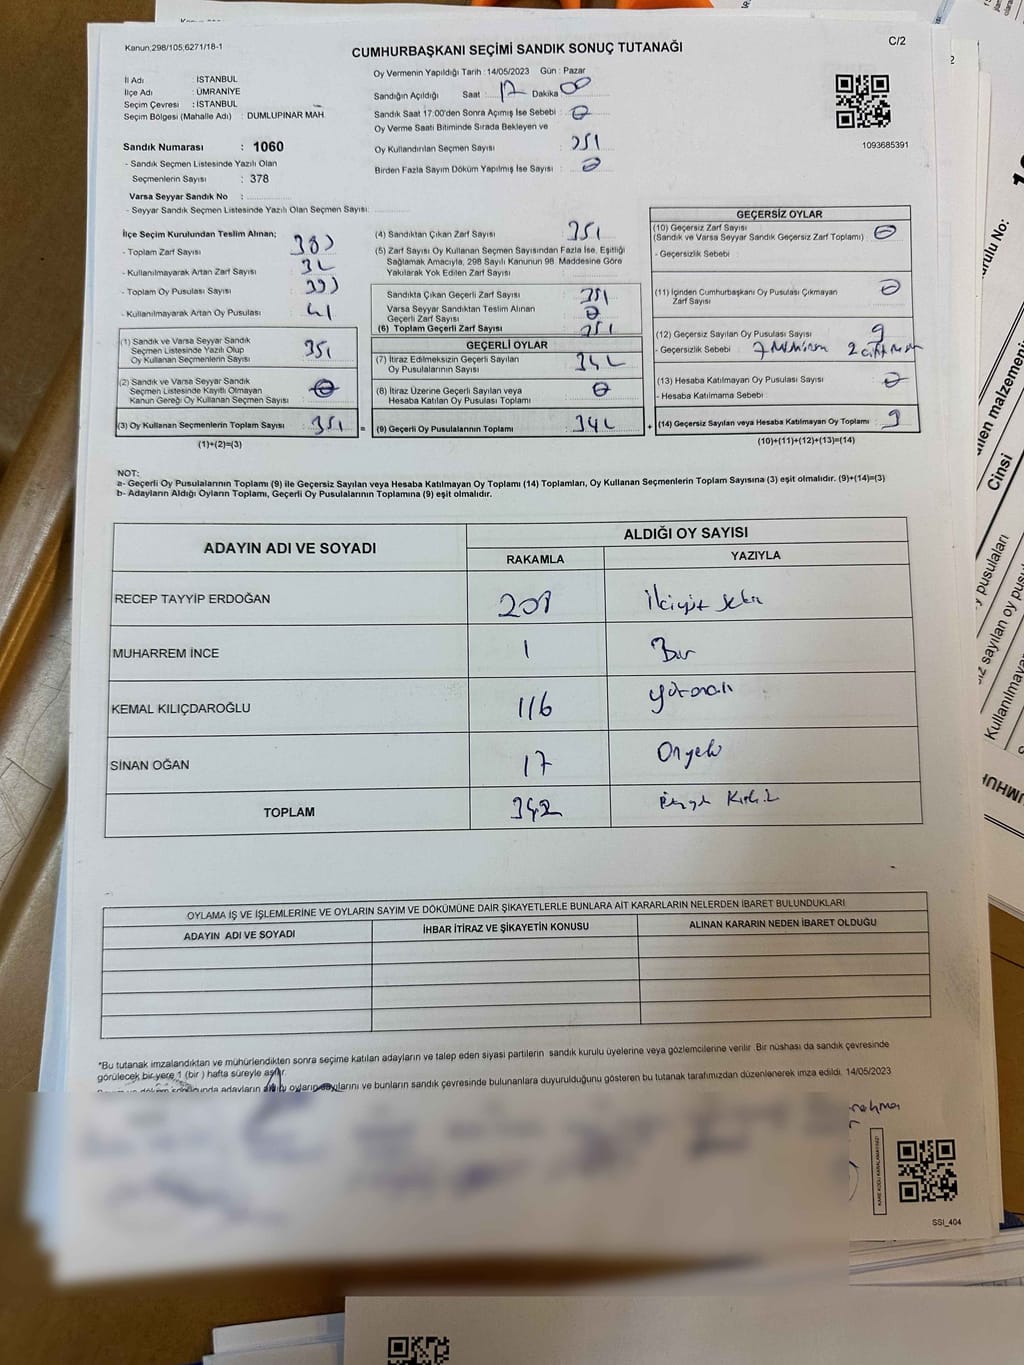 Kanun,298/105,6271/18-1
CUMHURBAŞKANI SEÇİMİ SANDIK SONUÇ TUTANAĞI
C/2
İl Adı : İSTANBUL
İlçe Adı : ÜMRANİYE
Seçim Çevresi : İSTANBUL
Seçim Bölgesi (Mahalle Adı) : DUMLUPINAR MAH.
Sandık Numarası : 1060
- Sandık Seçmen Listesinde Yazılı Olan
Seçmenlerin Sayısı : 378
Varsa Seyyar Sandık No :
- Seyyar Sandık Seçmen Listesinde Yazılı Olan Seçmen Sayısı:
Oy Vermenin Yapıldığı Tarih : 14/05/2023 Gün : Pazar
Sandığın Açıldığı Saat : 17 Dakika 00
Sandık Saat 17:00'den Sonra Açımış İse Sebebi : 0
Oy Verme Saati Bitiminde Sırada Bekleyen ve
Oy Kullandırılan Seçmen Sayısı : 351
Birden Fazla Sayım Döküm Yapılmış İse Sayısı : 0
1093685391
İlçe Seçim Kurulundan Teslim Alınan;
- Toplam Zarf Sayısı :
- Kullanılmayarak Artan Zarf Sayısı :
- Toplam Oy Pusulası Sayısı :
- Kullanılmayarak Artan Oy Pusulası : 41
(1) Sandık ve Varsa Seyyar Sandık
Seçmen Listesinde Yazılı Olup
Oy Kullanan Seçmenlerin Sayısı : 351
(2) Sandık ve Varsa Seyyar Sandık
Seçmen Listesinde Kayıtlı Olmayan
Kanun Gereği Oy Kullanan Seçmen Sayısı : 0
(3) Oy Kullanan Seçmenlerin Toplam Sayısı : 351
(1)+(2)=(3)
(4) Sandıktan Çıkan Zarf Sayısı : 351
(5) Zarf Sayısı Oy Kullanan Seçmen Sayısından Fazla İse, Eşitliği
Sağlamak Amacıyla, 298 Sayılı Kanunun 98. Maddesine Göre
Yakılarak Yok Edilen Zarf Sayısı :
Sandıkta Çıkan Geçerli Zarf Sayısı : 351
Varsa Seyyar Sandıktan Teslim Alınan
Geçerli Zarf Sayısı : 0
(6) Toplam Geçerli Zarf Sayısı : 351
GEÇERLİ OYLAR
(7) İtiraz Edilmeksizin Geçerli Sayılan
Oy Pusulalarının Sayısı : 342
(8) İtiraz Üzerine Geçerli Sayılan veya
Hesaba Katılan Oy Pusulası Toplamı : 0
= (9) Geçerli Oy Pusulalarının Toplamı : 342
GEÇERSİZ OYLAR
(10) Geçersiz Zarf Sayısı
(Sandık ve Varsa Seyyar Sandık Geçersiz Zarf Toplamı) : 0
- Geçersizlik Sebebi :
(11) İçinden Cumhurbaşkanı Oy Pusulası Çıkmayan
Zarf Sayısı : 0
(12) Geçersiz Sayılan Oy Pusulası Sayısı : 9
- Geçersizlik Sebebi :
(13) Hesaba Katılmayan Oy Pusulası Sayısı : 0
- Hesaba Katılmama Sebebi :
+ (14) Geçersiz Sayılan veya Hesaba Katılmayan Oy Toplamı : 9
(10)+(11)+(12)+(13)=(14)
NOT:
a- Geçerli Oy Pusulalarının Toplamı (9) ile Geçersiz Sayılan veya Hesaba Katılmayan Oy Toplamı (14) Toplamları, Oy Kullanan Seçmenlerin Toplam Sayısına (3) eşit olmalıdır. (9)+(14)=(3)
b- Adayların Aldığı Oyların Toplamı, Geçerli Oy Pusulalarının Toplamına (9) eşit olmalıdır.
ADAYIN ADI VE SOYADI ALDIĞI OY SAYISI
RAKAMLA YAZIYLA
RECEP TAYYİP ERDOĞAN 208 ikiyüz sekiz
MUHARREM İNCE 1 Bir
KEMAL KILIÇDAROĞLU 116 yüzonaltı
SİNAN OĞAN 17 Onyedi
TOPLAM 342
OYLAMA İŞ VE İŞLEMLERİNE VE OYLARIN SAYIM VE DÖKÜMÜNE DAİR ŞİKAYETLERLE BUNLARA AİT KARARLARIN NELERDEN İBARET BULUNDUKLARI
ADAYIN ADI VE SOYADI İHBAR İTİRAZ VE ŞİKAYETİN KONUSU ALINAN KARARIN NEDEN İBARET OLDUĞU
*Bu tutanak imzalandıktan ve mühürlendikten sonra seçime katılan adayların ve talep eden siyasi partilerin sandık kurulu üyelerine veya gözlemcilerine verilir. Bir nüshası da sandık çevresinde
görülecek bir yere 1 (bir ) hafta süreyle asılır.
adayların aldığı oyların sayılarını ve bunların sandık çevresinde bulunanlara duyurulduğunu gösteren bu tutanak tarafımızdan düzenlenerek imza edildi. 14/05/2023
KARE KODU KARALAMAYINIZ!
SSI_404
urulu No:
Cinsi
y pusulaları
iz sayılan oy pusu
Kullanılmaya